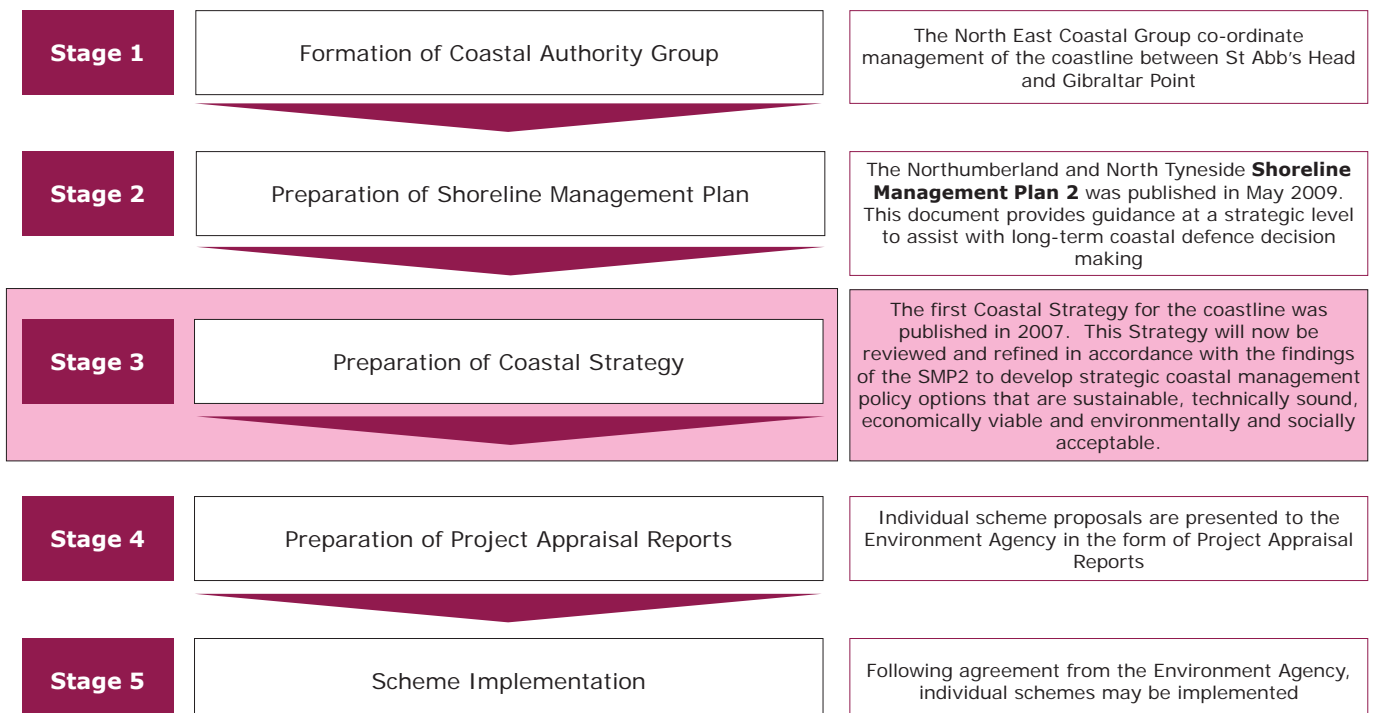 Stage 1
Formation of Coastal Authority Group
The North East Coastal Group co-ordinate
management of the coastline between St Abb's Head
and Gibraltar Point
Stage 2
Preparation of Shoreline Management Plan
The Northumberland and North Tyneside Shoreline
Management Plan 2 was published in May 2009.
This document provides guidance at a strategic level
to assist with long-term coastal defence decision
making
Stage 3
Preparation of Coastal Strategy
The first Coastal Strategy for the coastline was
published in 2007. This Strategy will now be
reviewed and refined in accordance with the findings
of the SMP2 to develop strategic coastal management
policy options that are sustainable, technically sound,
economically viable and environmentally and socially
acceptable.
Stage 4
Preparation of Project Appraisal Reports
Individual scheme proposals are presented to the
Environment Agency in the form of Project Appraisal
Reports
Stage 5
Scheme Implementation
Following agreement from the Environment Agency,
individual schemes may be implemented